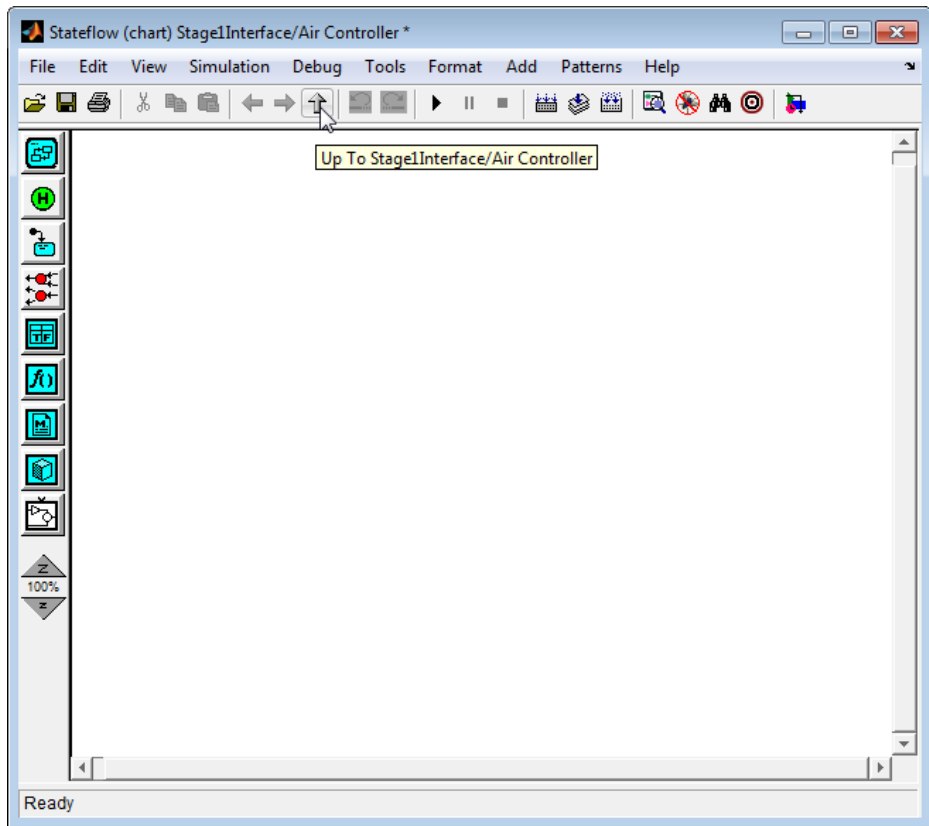 Stateflow (chart) Stage1Interface/Air Controller *
File Edit View Simulation Debug Tools Format Add Patterns Help
Up To Stage1Interface/Air Controller
H
TF
f()
M
Z
100%
z
Ready